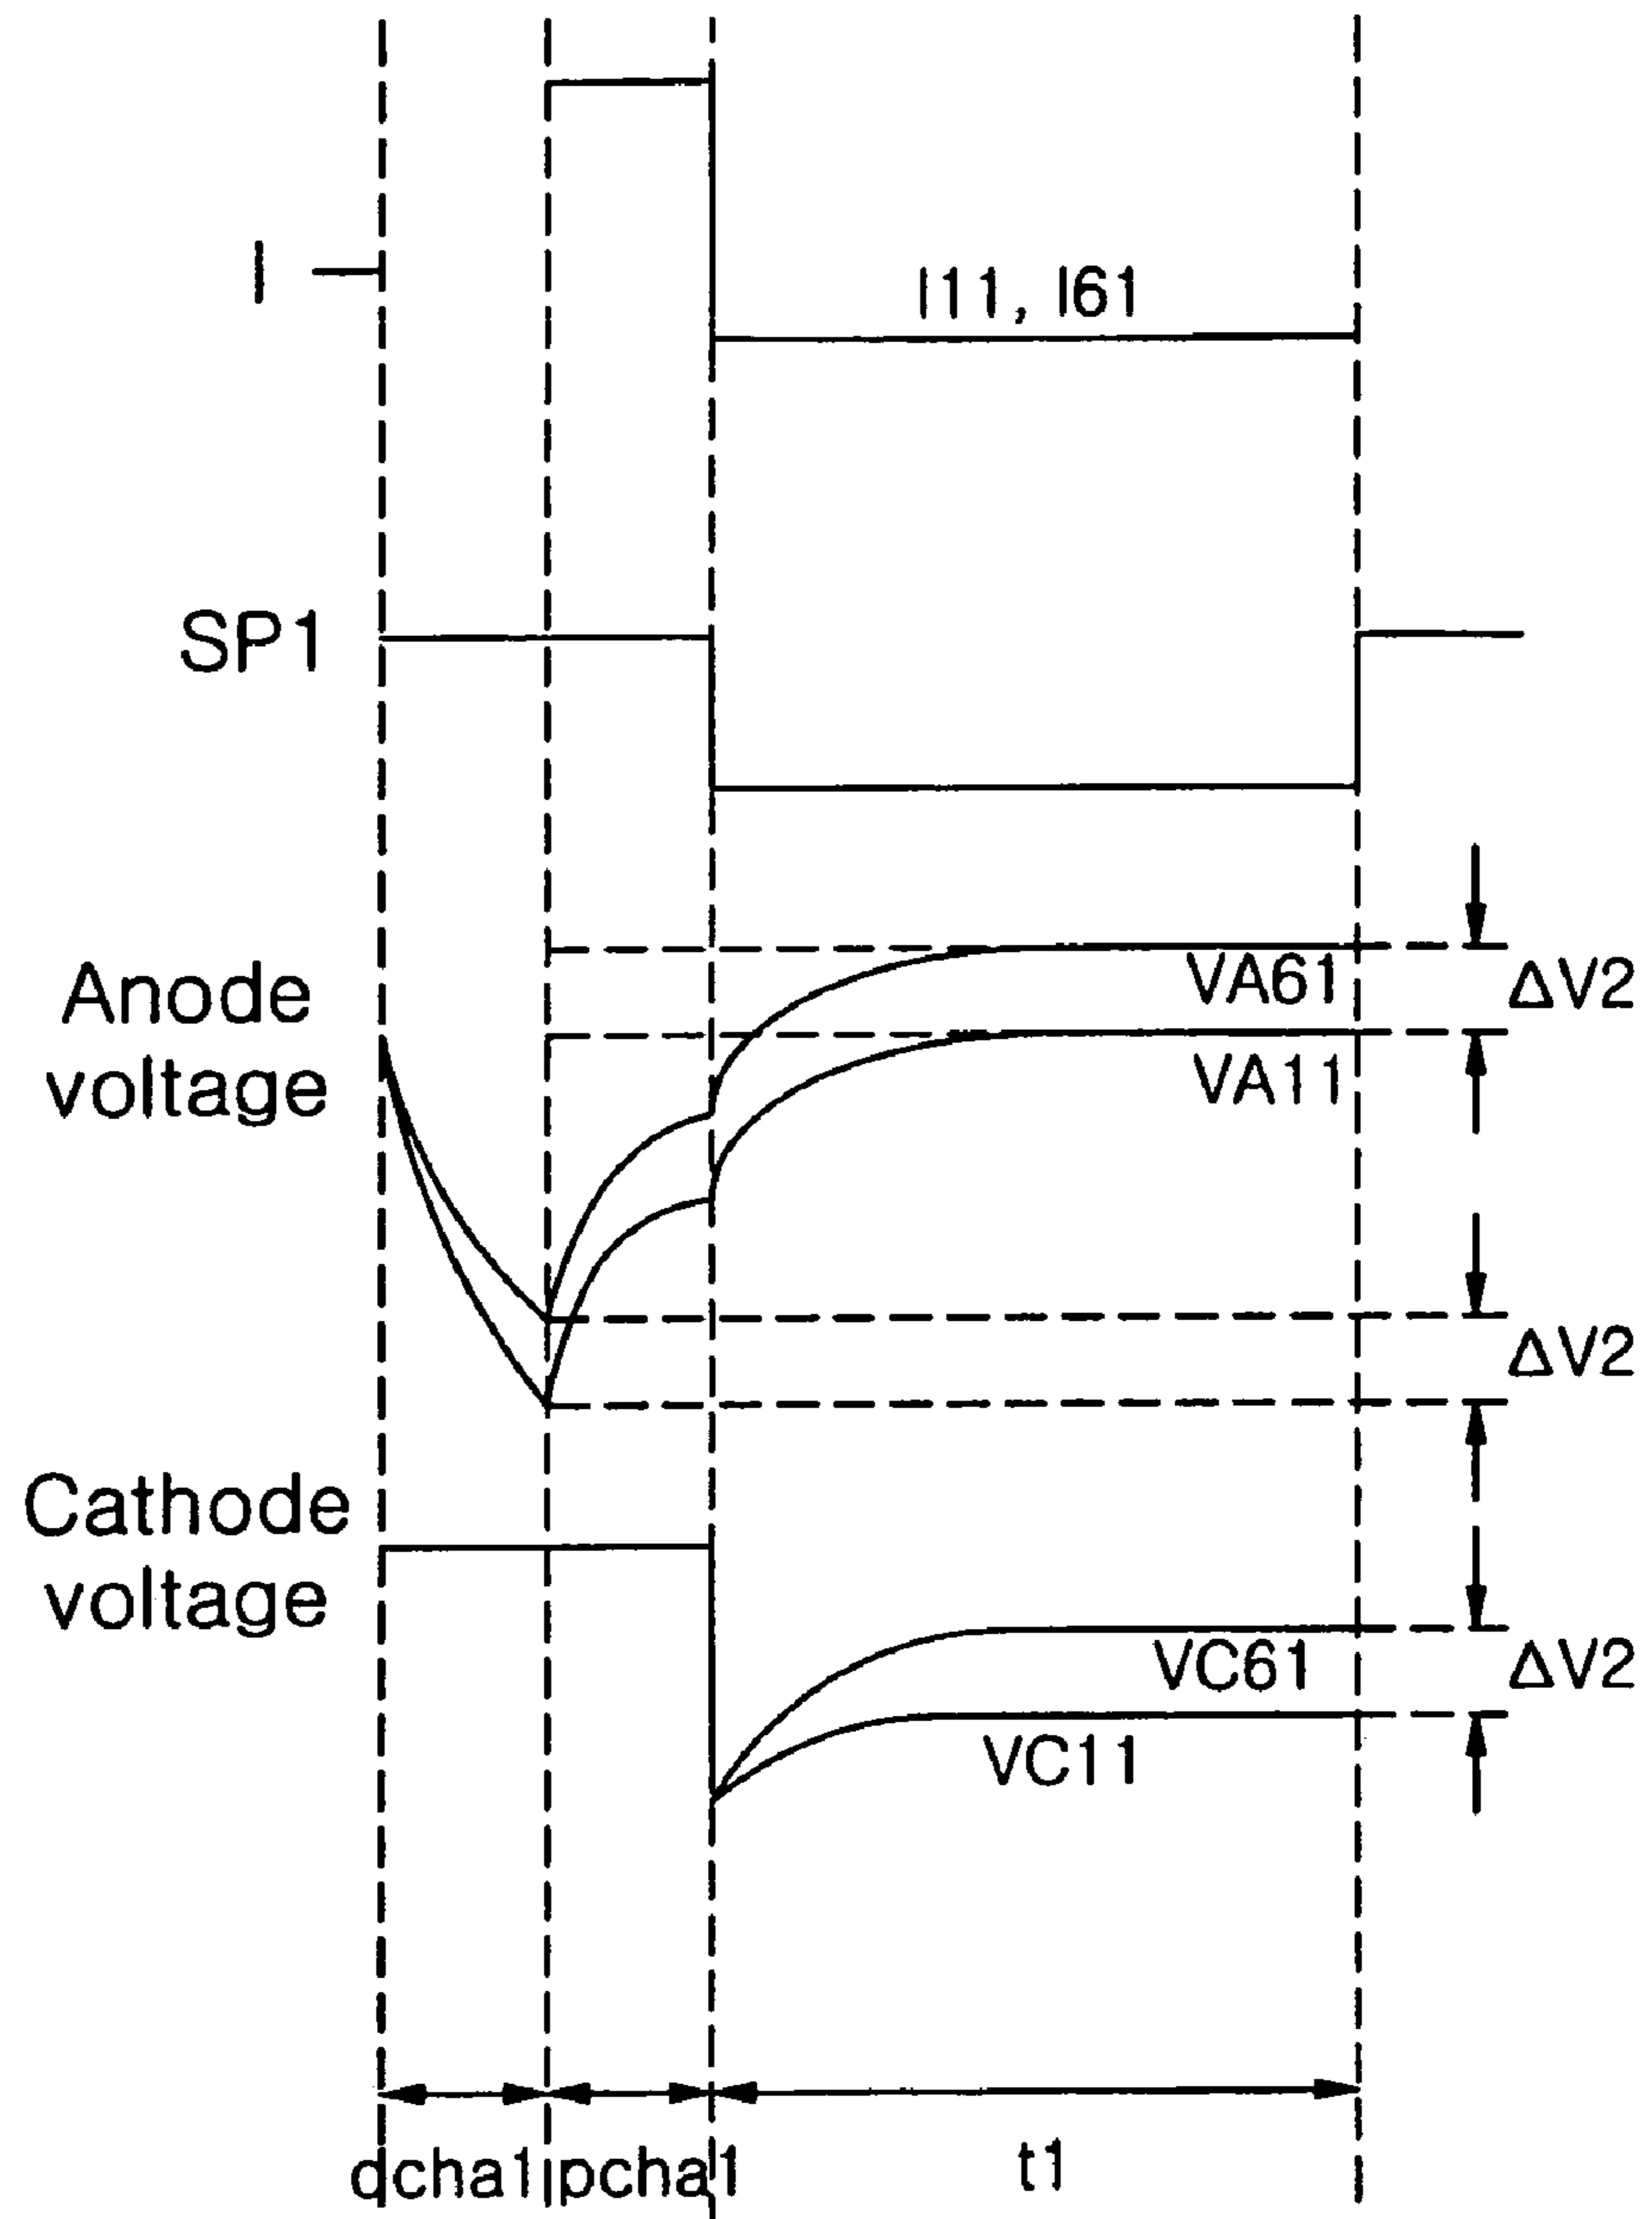 I
I11, I61
SP1
Anode
voltage
VA61
ΔV2
VA11
ΔV2
Cathode
voltage
VC61
ΔV2
VC11
dcha1
pcha1
t1